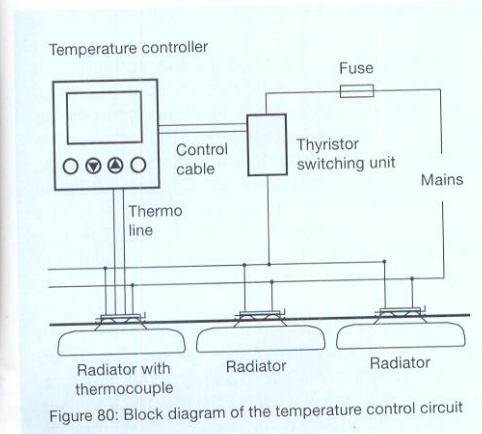 Temperature controller
Fuse
Control
cable
Thyristor
switching unit
Mains
Thermo
line
Radiator with
thermocouple
Radiator
Radiator
Figure 80: Block diagram of the temperature control circuit